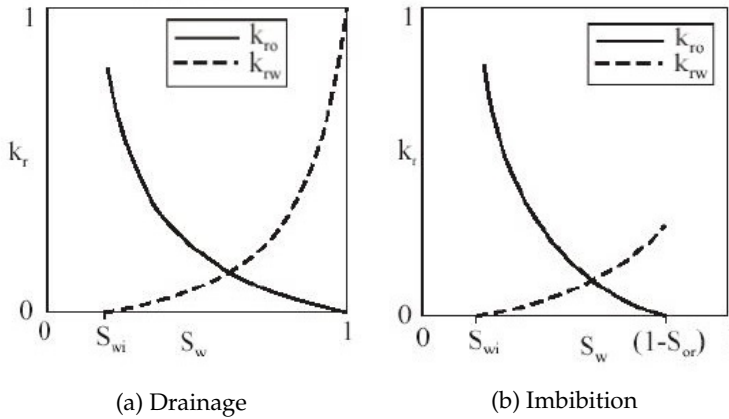 1
k_ro
k_rw
k_r
0
0
S_wi
S_w
1
(a) Drainage
1
k_ro
k_rw
k_r
0
0
S_wi
S_w
(1-S_or)
(b) Imbibition